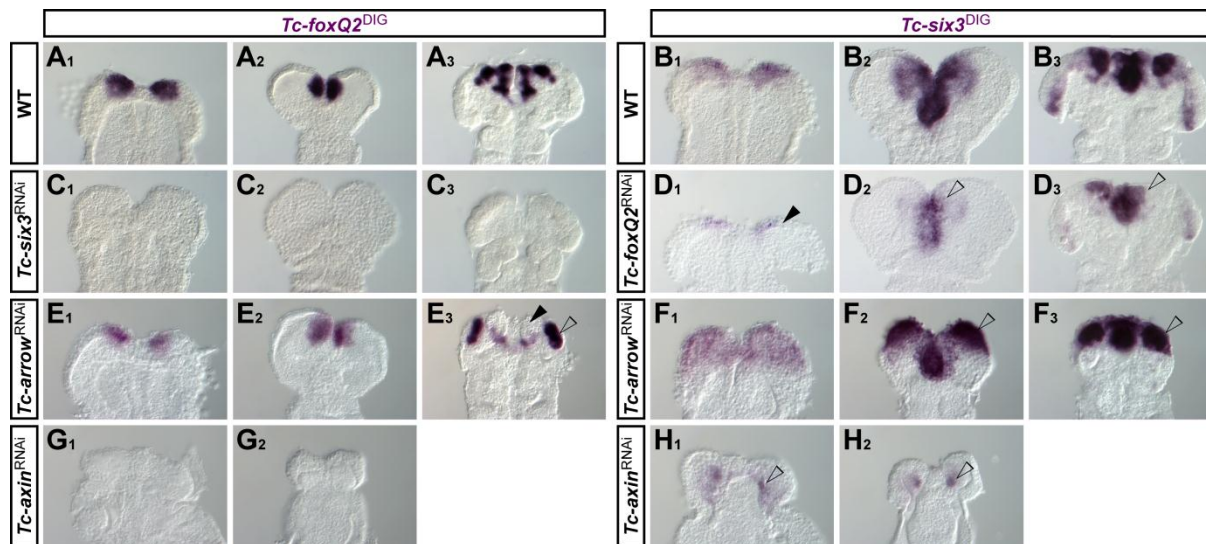 Tc-foxQ2DIG
Tc-six3DIG
WT
A1
A2
A3
WT
B1
B2
B3
Tc-six3RNAi
C1
C2
C3
Tc-foxQ2RNAi
D1
D2
D3
Tc-arrowRNAi
E1
E2
E3
Tc-arrowRNAi
F1
F2
F3
Tc-axinRNAi
G1
G2
Tc-axinRNAi
H1
H2